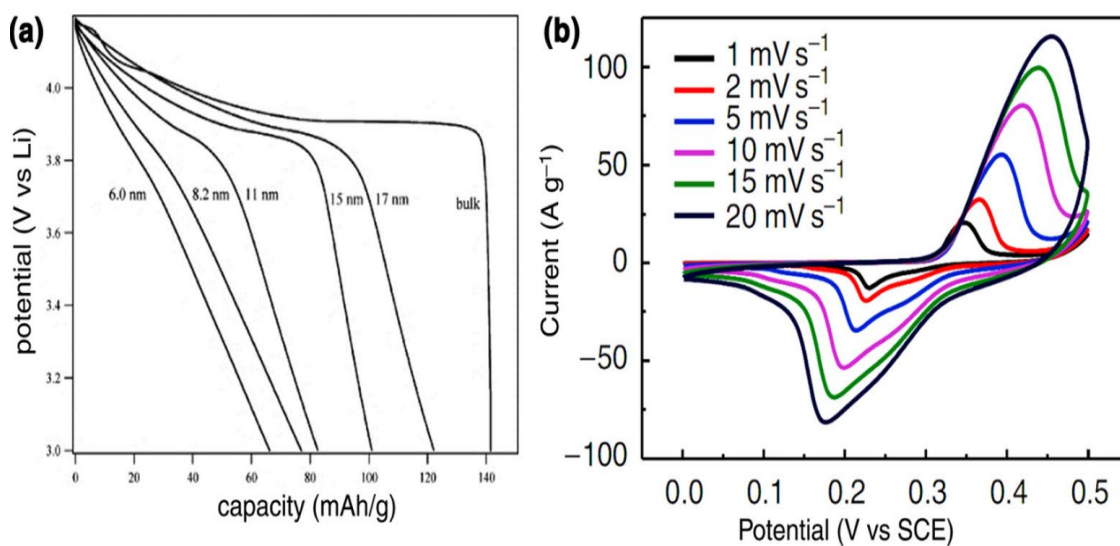 (a)
potential (V vs Li)
4.0
3.8
3.6
3.4
3.2
3.0
6.0 nm
8.2 nm
11 nm
15 nm
17 nm
bulk
0 20 40 60 80 100 120 140
capacity (mAh/g)
(b)
Current (A g⁻¹)
100
50
0
−50
−100
1 mV s⁻¹
2 mV s⁻¹
5 mV s⁻¹
10 mV s⁻¹
15 mV s⁻¹
20 mV s⁻¹
0.0 0.1 0.2 0.3 0.4 0.5
Potential (V vs SCE)